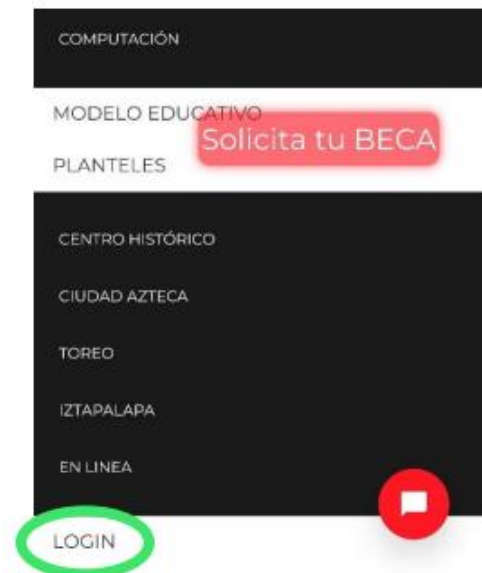 COMPUTACIÓN
MODELO EDUCATIVO
Solicita tu BECA
PLANTELES
CENTRO HISTÓRICO
CIUDAD AZTECA
TOREO
IZTAPALAPA
EN LINEA
LOGIN